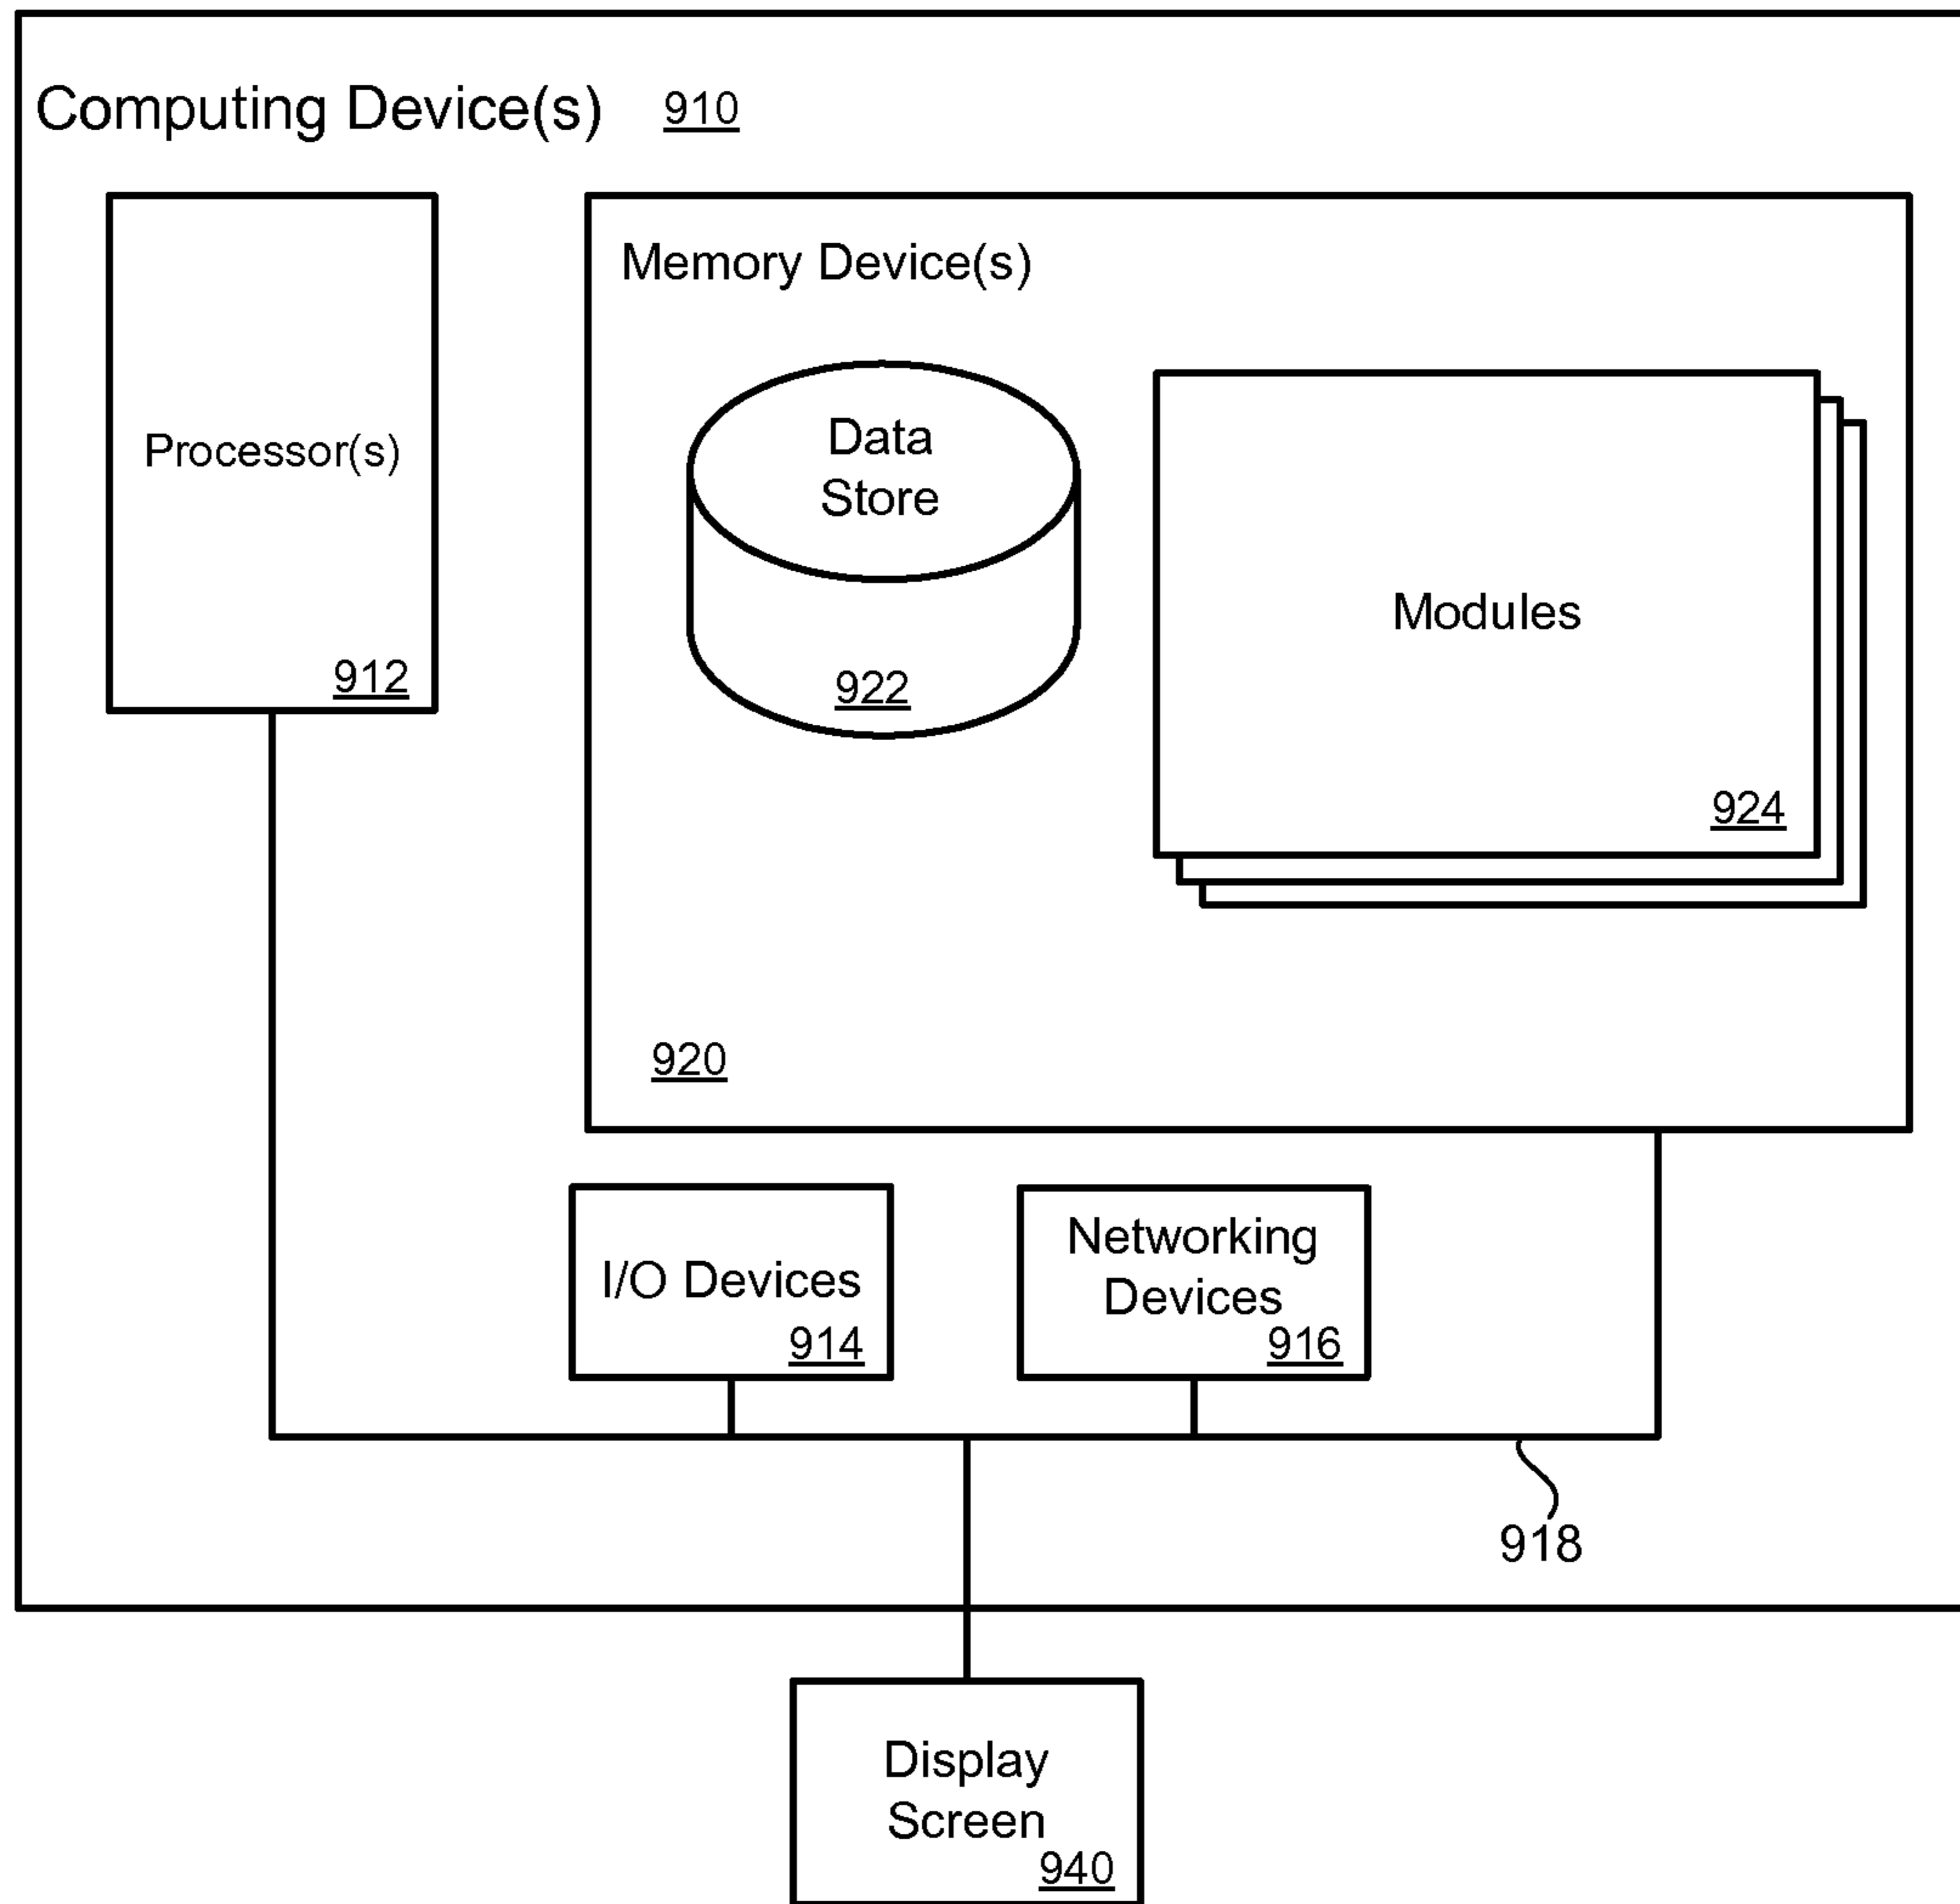 Computing Device(s) 910
Processor(s)
912
Memory Device(s)
Data
Store
922
Modules
924
920
I/O Devices
914
Networking
Devices
916
918
Display
Screen
940